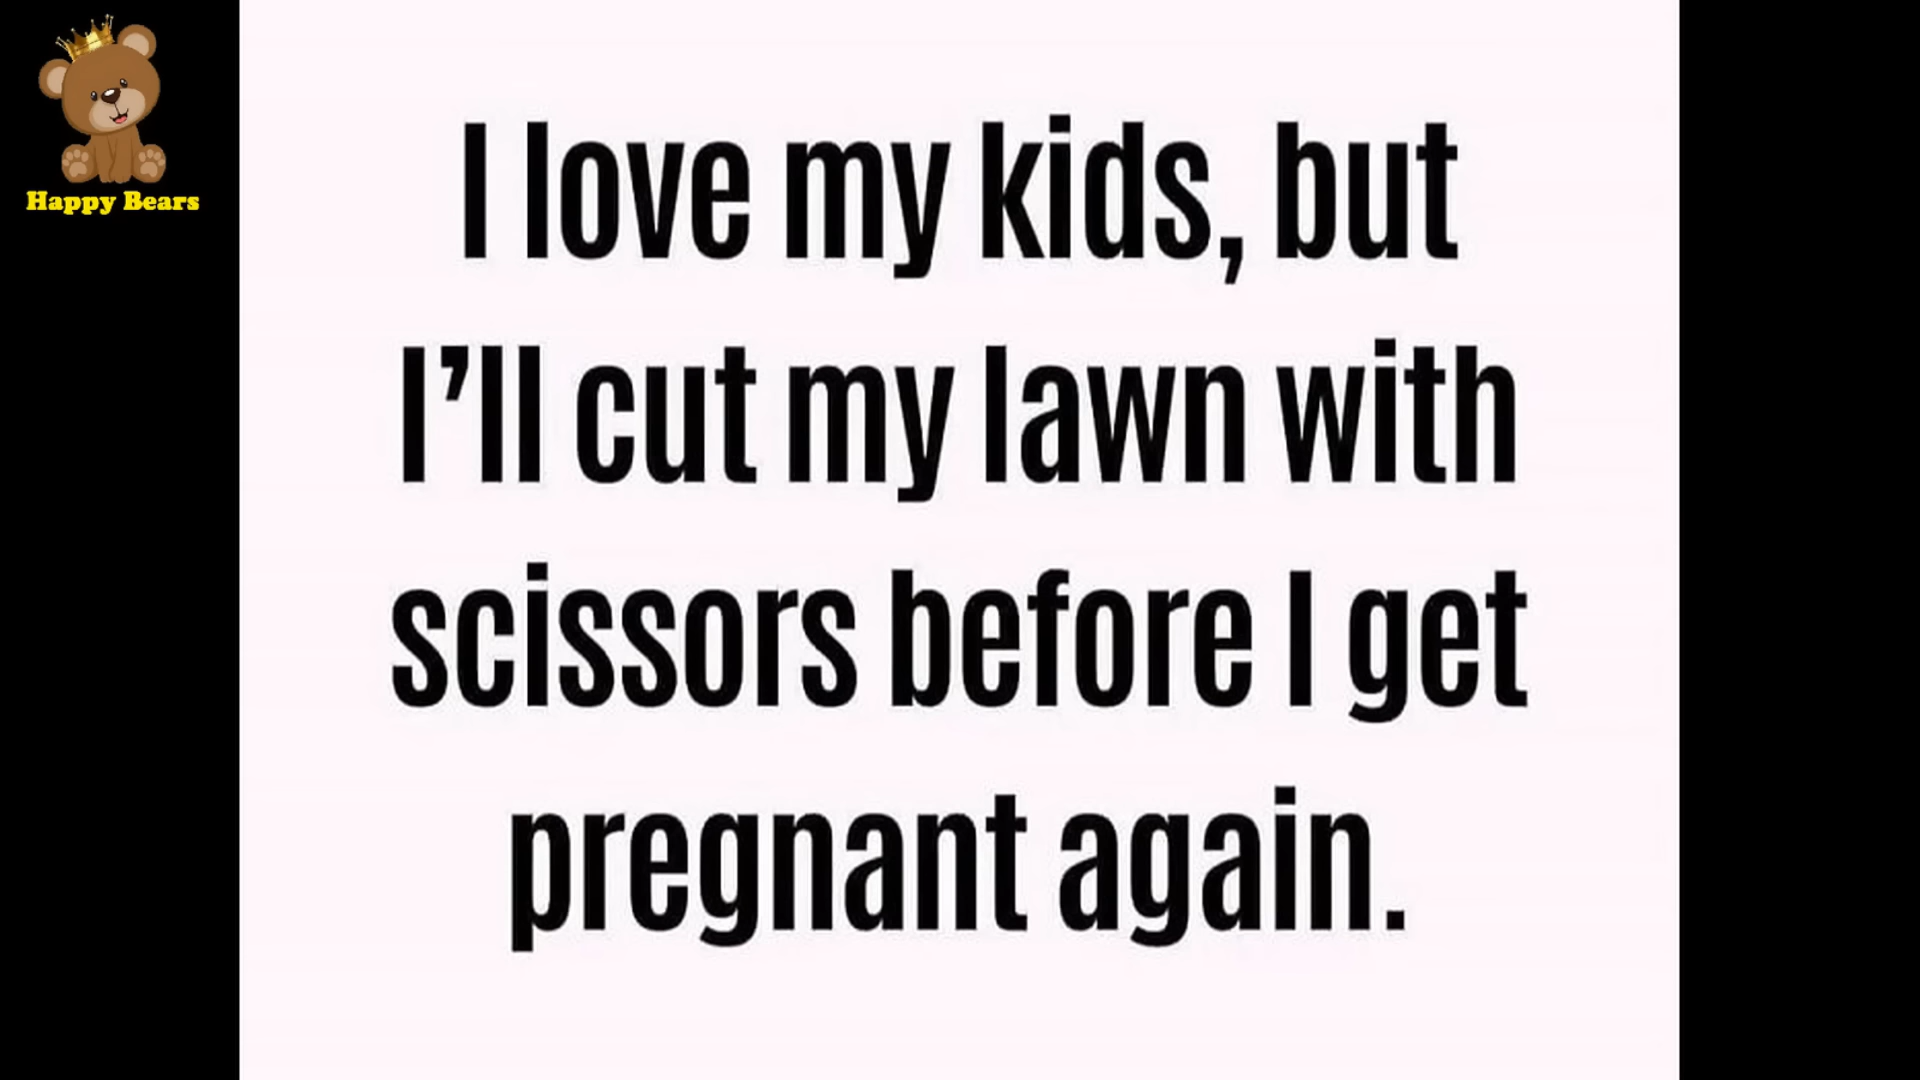 Happy Bears
I love my kids, but
I’ll cut my lawn with
scissors before I get
pregnant again.